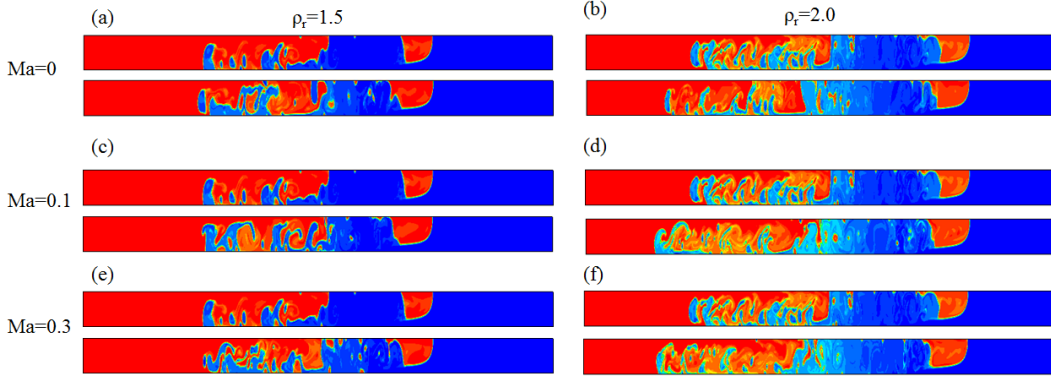 (a) ρr=1.5 (b) ρr=2.0
Ma=0
(c) (d)
Ma=0.1
(e) (f)
Ma=0.3